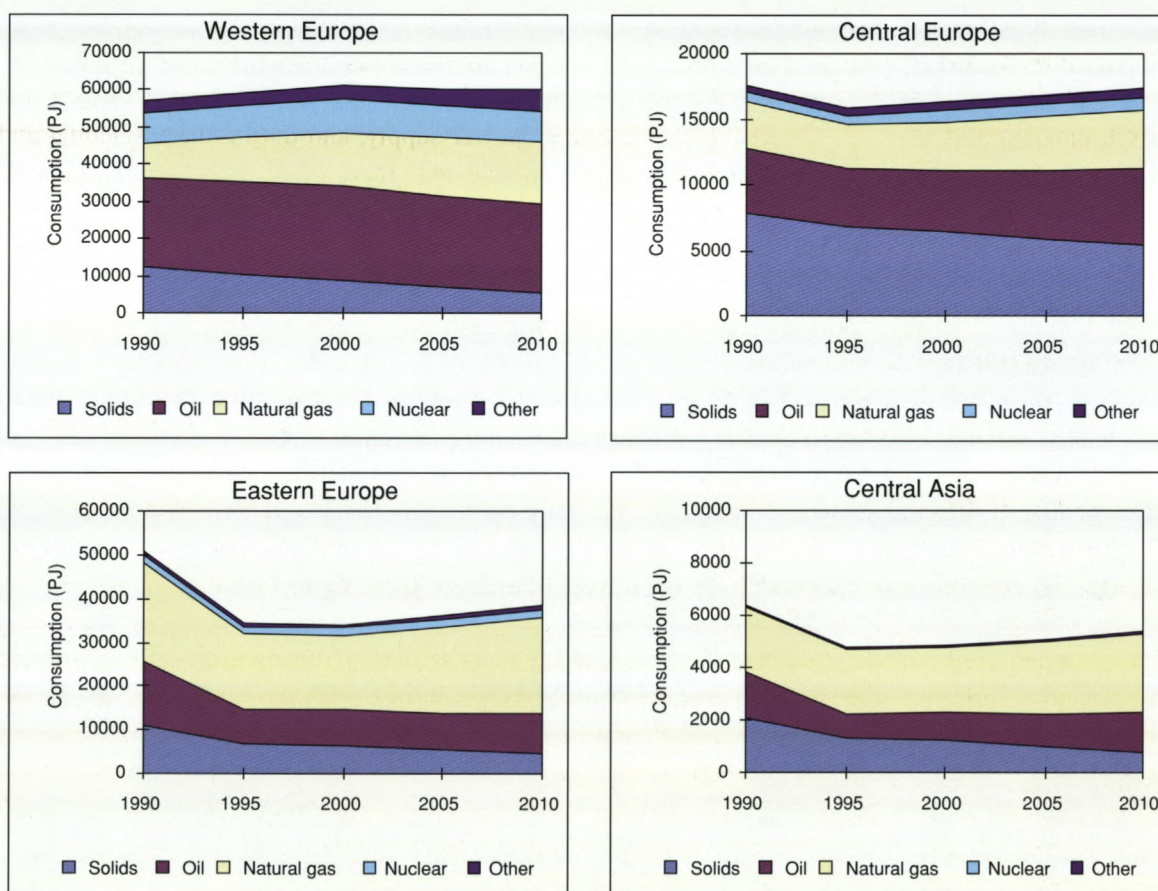 Western Europe
Consumption (PJ)
70000
60000
50000
40000
30000
20000
10000
0
1990 1995 2000 2005 2010
Solids Oil Natural gas Nuclear Other
Central Europe
Consumption (PJ)
20000
15000
10000
5000
0
1990 1995 2000 2005 2010
Solids Oil Natural gas Nuclear Other
Eastern Europe
Consumption (PJ)
60000
50000
40000
30000
20000
10000
0
1990 1995 2000 2005 2010
Solids Oil Natural gas Nuclear Other
Central Asia
Consumption (PJ)
10000
8000
6000
4000
2000
0
1990 1995 2000 2005 2010
Solids Oil Natural gas Nuclear Other